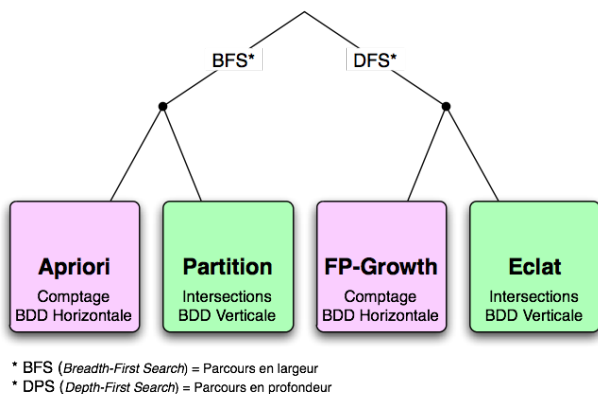 BFS*
DFS*
Apriori
Comptage
BDD Horizontale
Partition
Intersections
BDD Verticale
FP-Growth
Comptage
BDD Horizontale
Eclat
Intersections
BDD Verticale
* BFS (Breadth-First Search) = Parcours en largeur
* DPS (Depth-First Search) = Parcours en profondeur